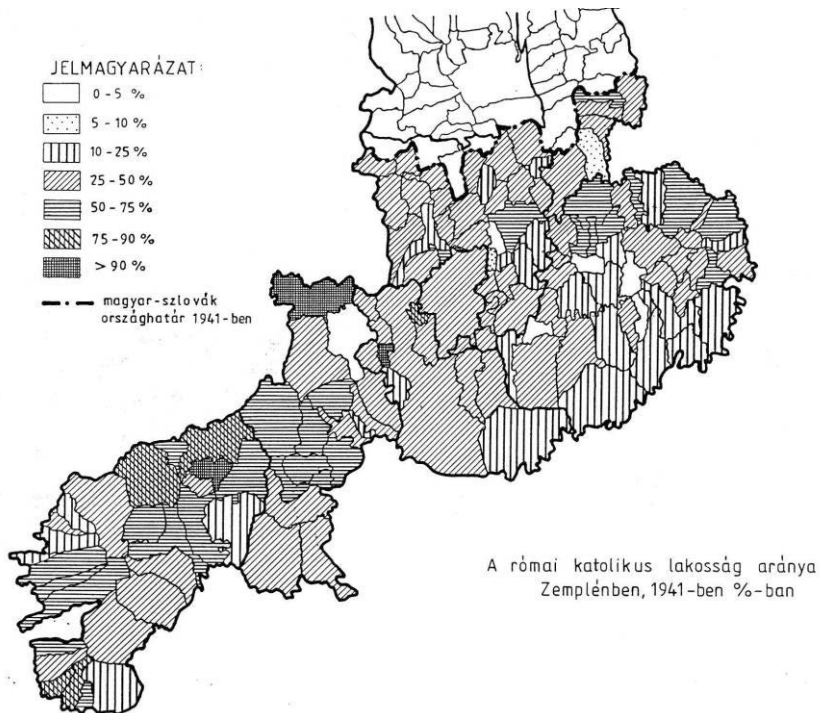 JELMAGYARÁZAT:
0-5 %
5-10 %
10-25 %
25-50 %
50-75 %
75-90 %
> 90 %
magyar-szlovák
országhatár 1941-ben
A római katolikus lakosság aránya
Zemplénben, 1941-ben %-ban